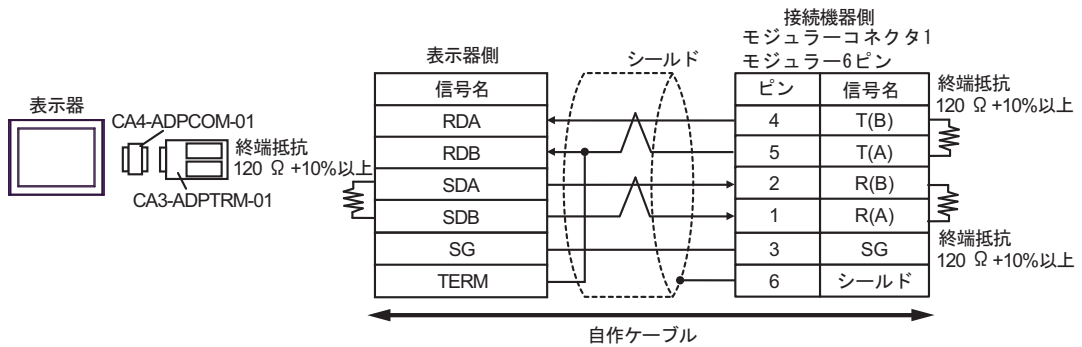 接続機器側
モジュラーコネクタ1
モジュラー6ピン
表示器側
シールド
表示器
CA4-ADPCOM-01
CA3-ADPTRM-01
終端抵抗
120 Ω +10%以上
信号名
RDA
RDB
SDA
SDB
SG
TERM
ピン 信号名
4 T(B)
5 T(A)
2 R(B)
1 R(A)
3 SG
6 シールド
終端抵抗
120 Ω +10%以上
終端抵抗
120 Ω +10%以上
自作ケーブル